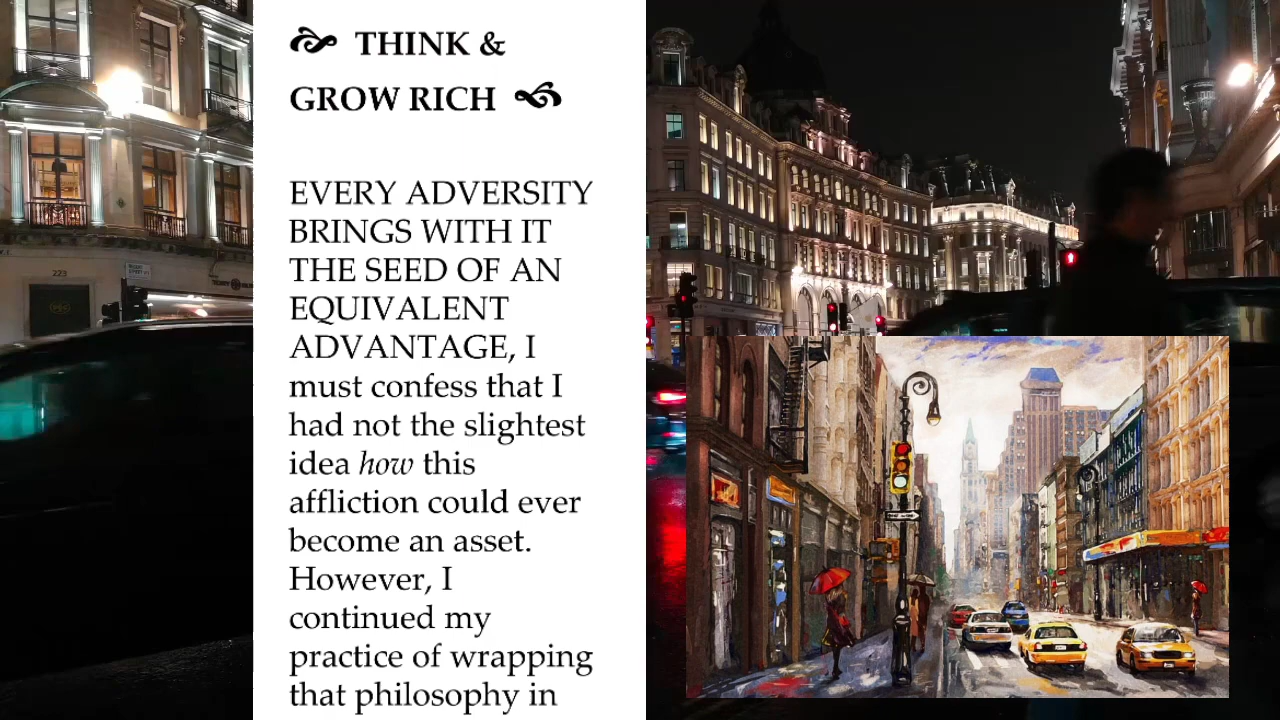 THINK &
GROW RICH
EVERY ADVERSITY
BRINGS WITH IT
THE SEED OF AN
EQUIVALENT
ADVANTAGE, I
must confess that I
had not the slightest
idea how this
affliction could ever
become an asset.
However, I
continued my
practice of wrapping
that philosophy in
223